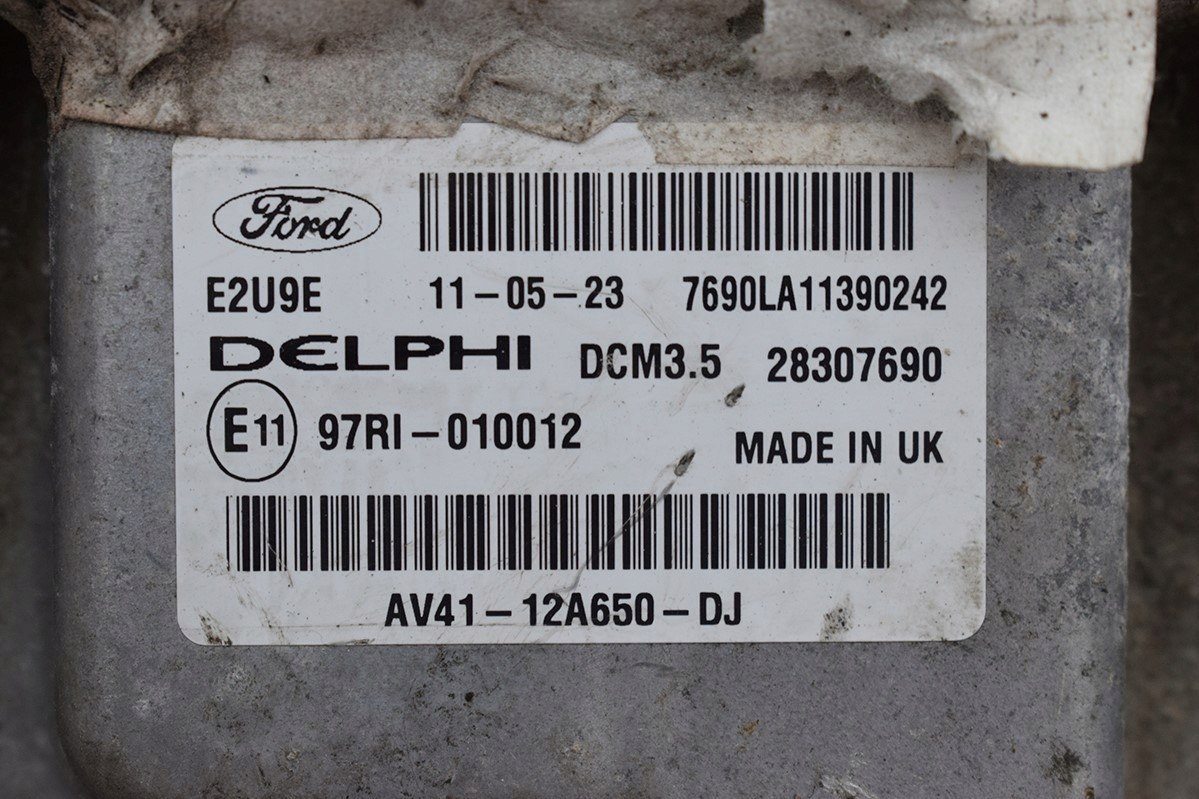 Ford
E2U9E 11-05-23 7690LA11390242
DELPHI DCM3.5 28307690
E11 97RI-010012 MADE IN UK
AV41-12A650-DJ